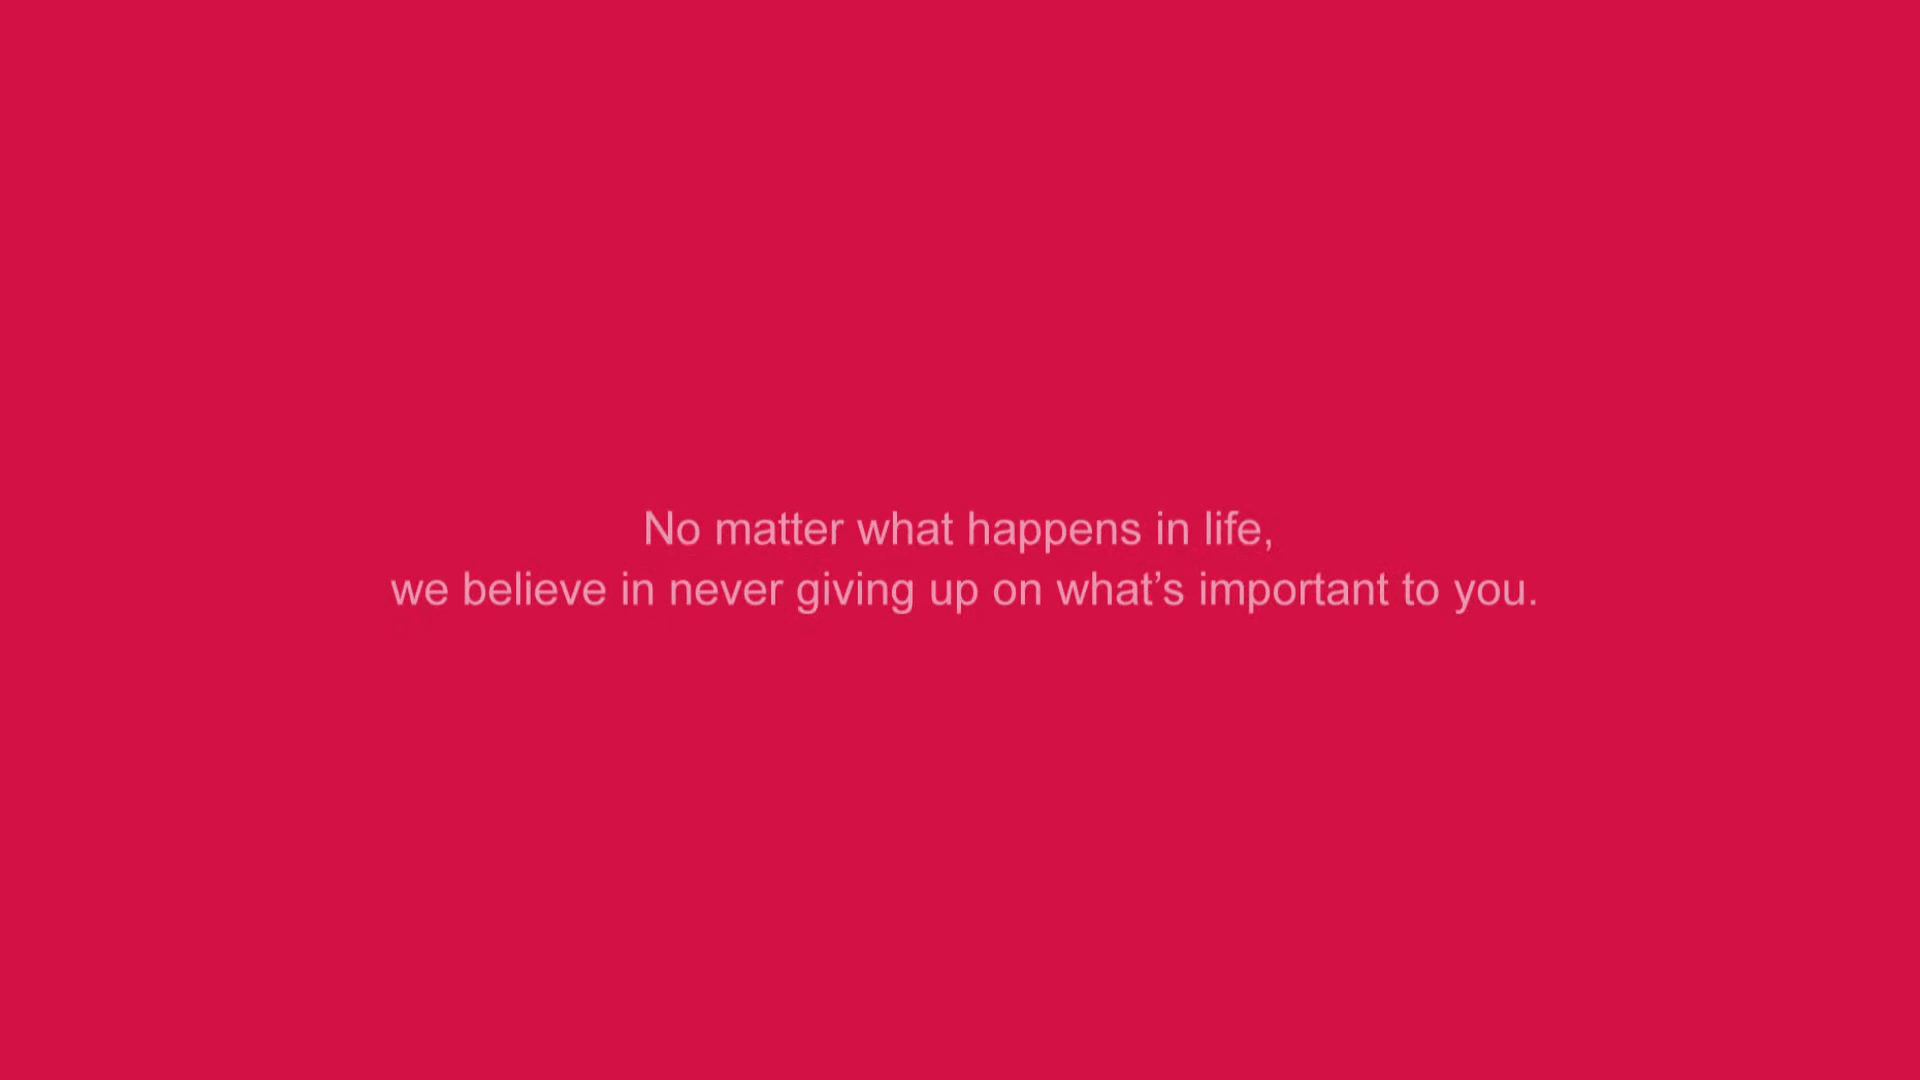 No matter what happens in life,
we believe in never giving up on what’s important to you.